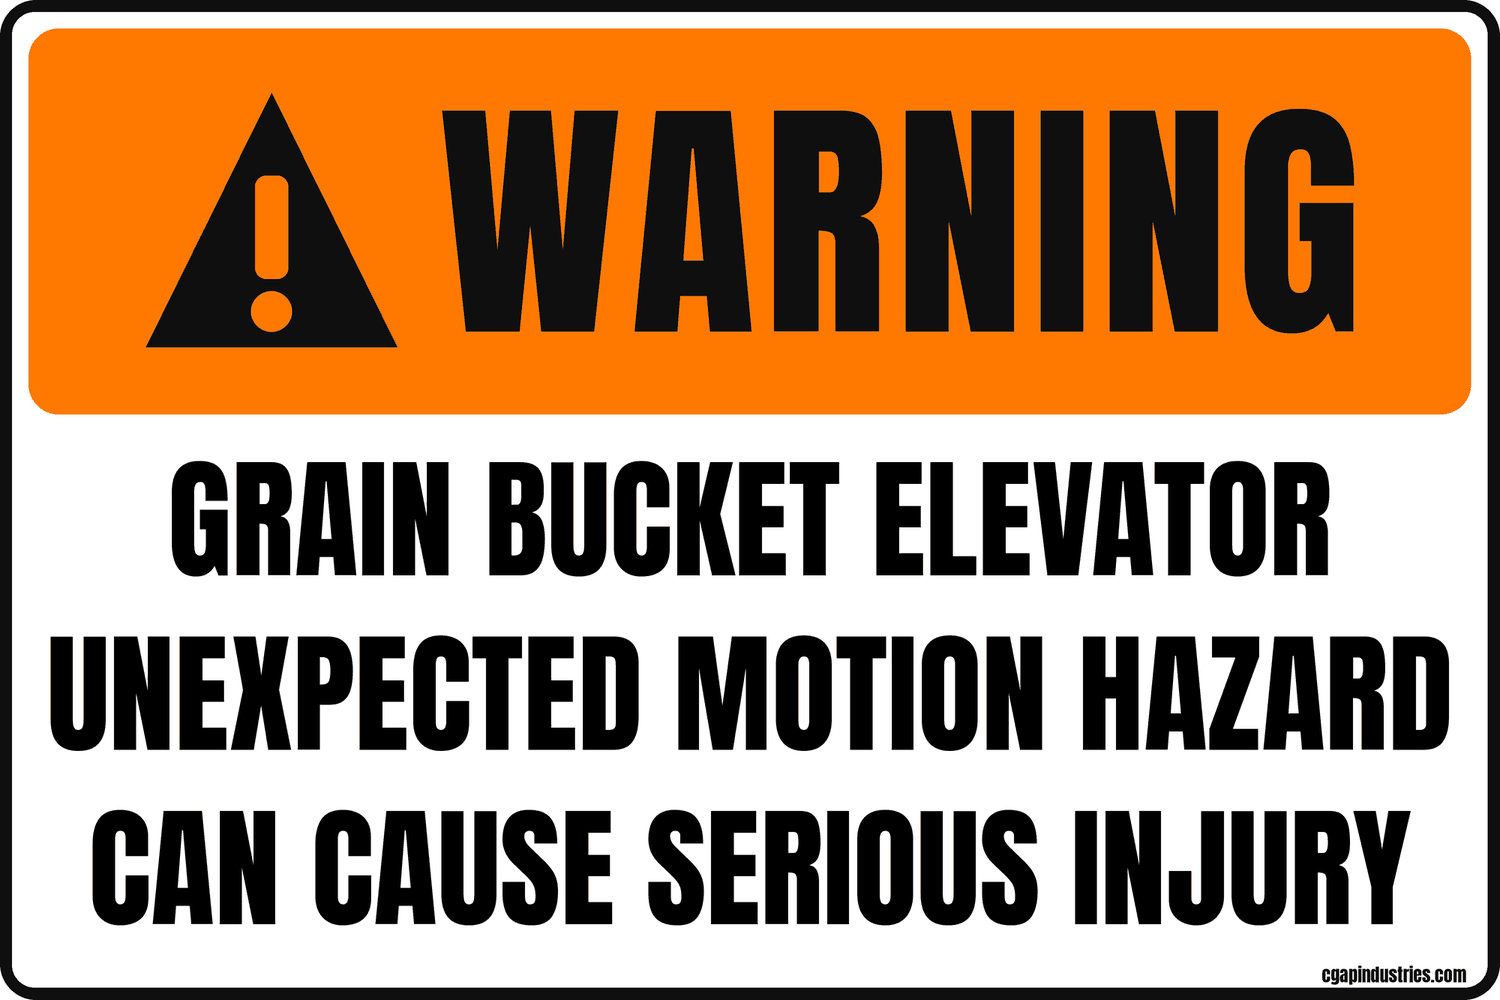 WARNING
GRAIN BUCKET ELEVATOR
UNEXPECTED MOTION HAZARD
CAN CAUSE SERIOUS INJURY
cgapindustries.com